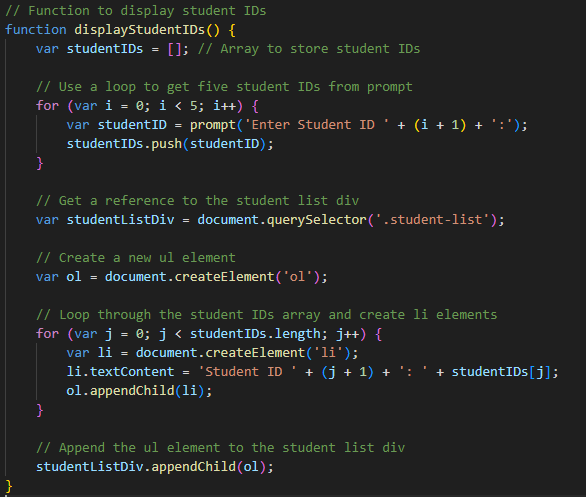 // Function to display student IDs
function displayStudentIDs() {
    var studentIDs = []; // Array to store student IDs

    // Use a loop to get five student IDs from prompt
    for (var i = 0; i < 5; i++) {
        var studentID = prompt('Enter Student ID ' + (i + 1) + ':');
        studentIDs.push(studentID);
    }

    // Get a reference to the student list div
    var studentListDiv = document.querySelector('.student-list');

    // Create a new ul element
    var ol = document.createElement('ol');

    // Loop through the student IDs array and create li elements
    for (var j = 0; j < studentIDs.length; j++) {
        var li = document.createElement('li');
        li.textContent = 'Student ID ' + (j + 1) + ': ' + studentIDs[j];
        ol.appendChild(li);
    }

    // Append the ul element to the student list div
    studentListDiv.appendChild(ol);
}